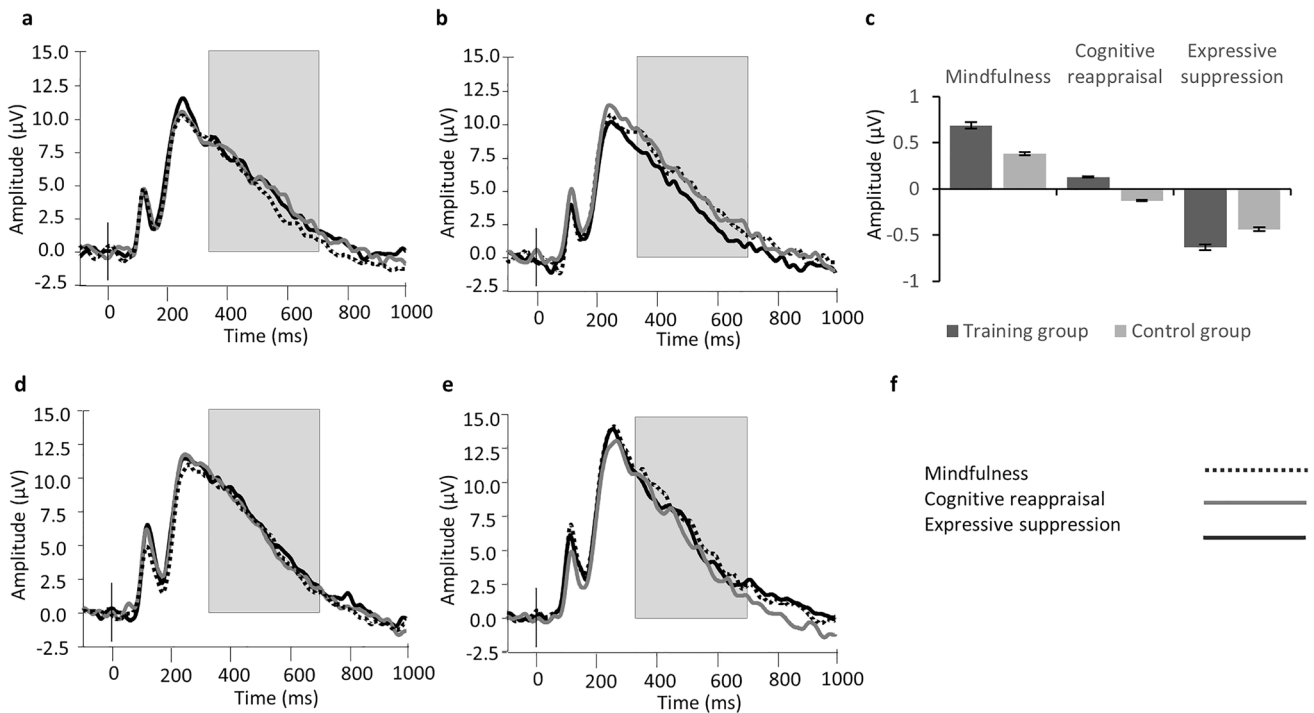 a
15.0
12.5
10.0
7.5
5.0
2.5
0.0
-2.5
Amplitude (µV)
0 200 400 600 800 1000
Time (ms)
b
15.0
12.5
10.0
7.5
5.0
2.5
0.0
-2.5
Amplitude (µV)
0 200 400 600 800 1000
Time (ms)
c
Mindfulness
Cognitive
reappraisal
Expressive
suppression
1
0.5
0
-0.5
-1
Amplitude (µV)
Training group Control group
d
15.0
12.5
10.0
7.5
5.0
2.5
0.0
-2.5
Amplitude (µV)
0 200 400 600 800 1000
Time (ms)
e
15.0
12.5
10.0
7.5
5.0
2.5
0.0
-2.5
Amplitude (µV)
0 200 400 600 800 1000
Time (ms)
f
Mindfulness
Cognitive reappraisal
Expressive suppression